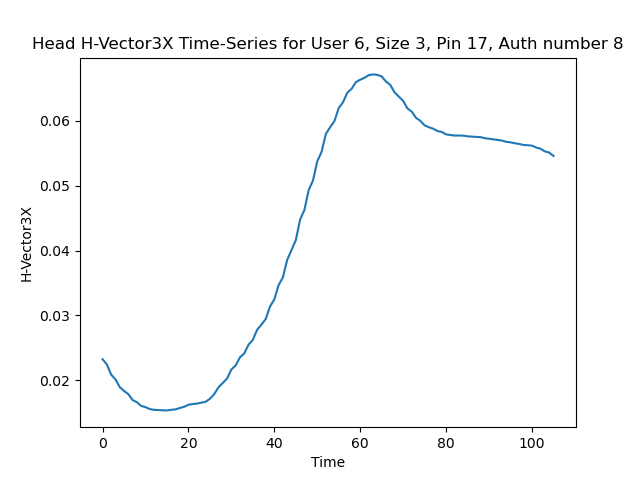 Head H-Vector3X Time-Series for User 6, Size 3, Pin 17, Auth number 8
H-Vector3X
0.06
0.05
0.04
0.03
0.02
0 20 40 60 80 100
Time